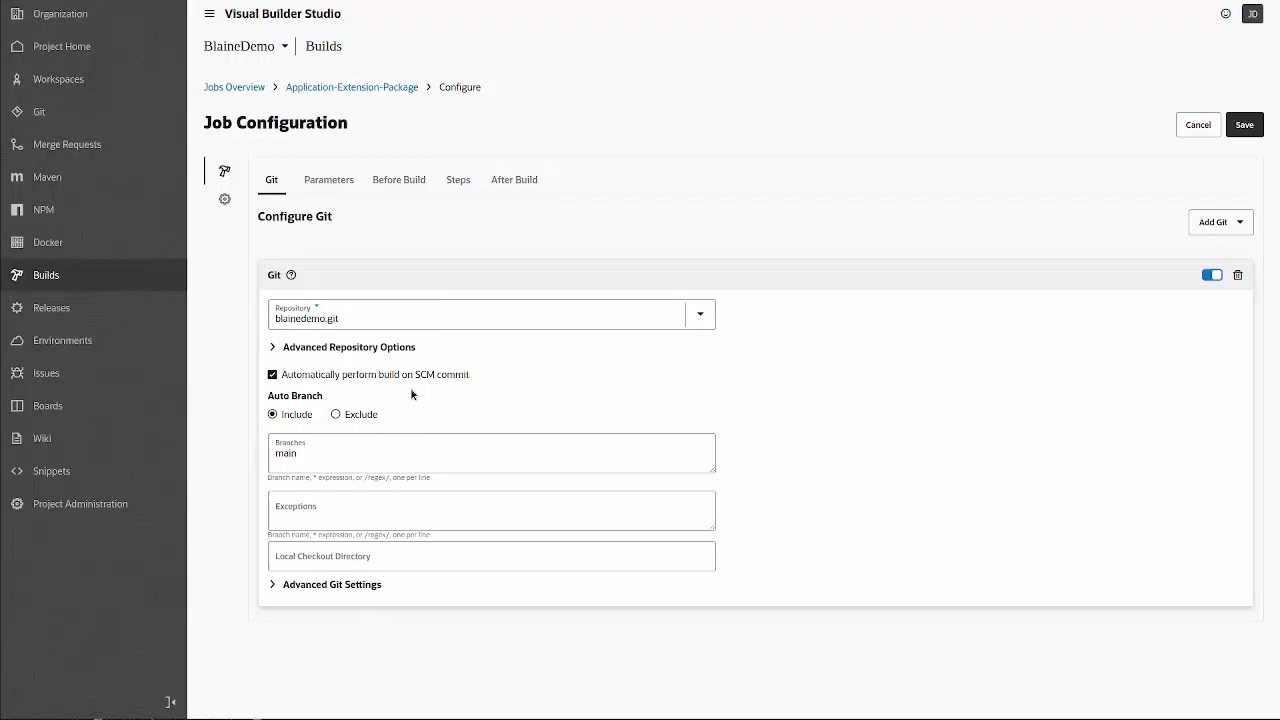 Organization
Project Home
Workspaces
Git
Merge Requests
Maven
NPM
Docker
Builds
Releases
Environments
Issues
Boards
Wiki
Snippets
Project Administration
Visual Builder Studio
JD
BlaineDemo
Builds
Jobs Overview > Application-Extension-Package > Configure
Job Configuration
Cancel
Save
Git
Parameters
Before Build
Steps
After Build
Configure Git
Add Git
Git
Repository *
blainedemo.git
Advanced Repository Options
Automatically perform build on SCM commit
Auto Branch
Include
Exclude
Branches
main
Branch name, * expression, or /regex/, one per line
Exceptions
Branch name, * expression, or /regex/, one per line
Local Checkout Directory
Advanced Git Settings